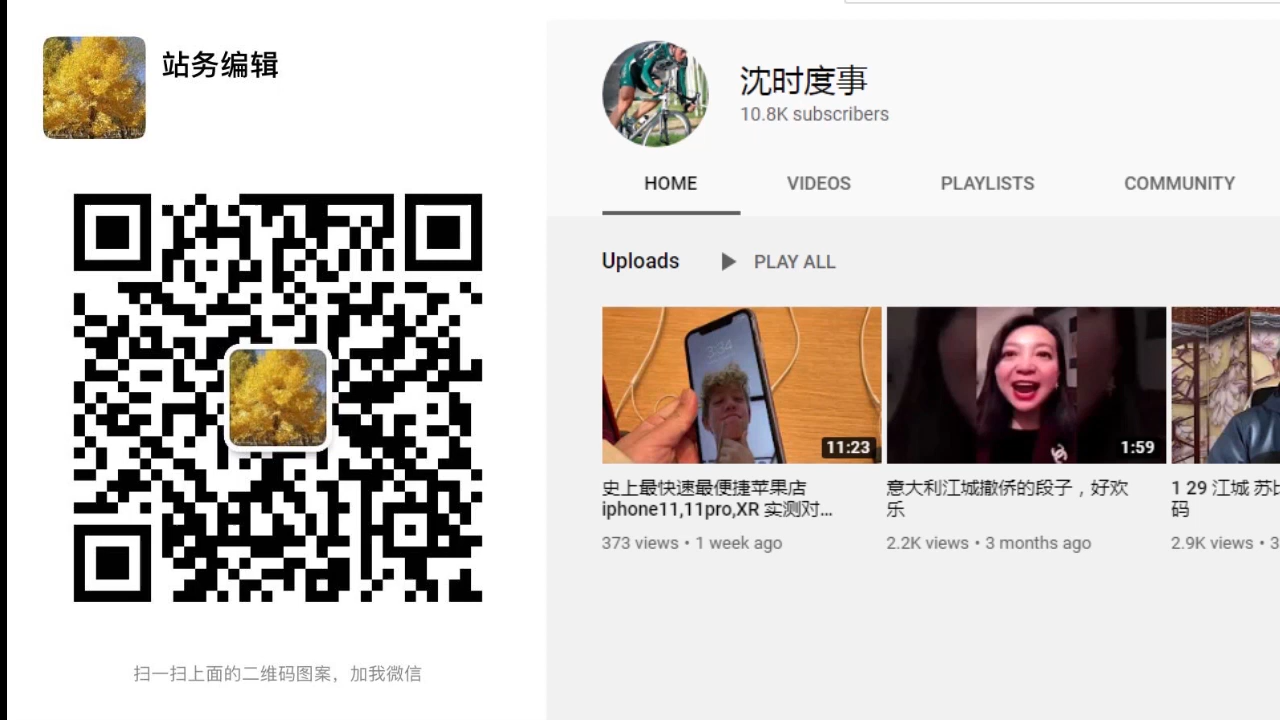 站务编辑
扫一扫上面的二维码图案，加我微信
沈时度事
10.8K subscribers
HOME
VIDEOS
PLAYLISTS
COMMUNITY
Uploads
PLAY ALL
3:34
11:23
史上最快速最便捷苹果店
iphone11,11pro,XR 实测对...
373 views • 1 week ago
1:59
意大利江城撤侨的段子，好欢
乐
2.2K views • 3 months ago
1 29 江城 苏
码
2.9K views • 3